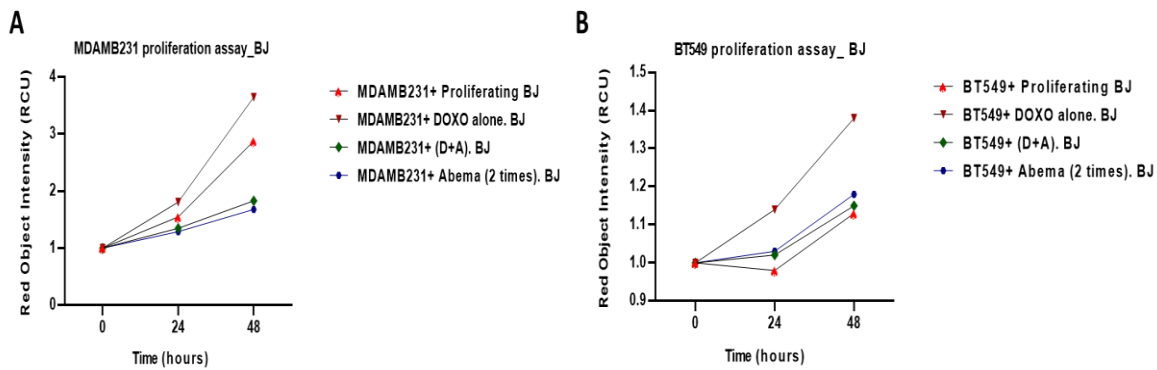 A
MDAMB231 proliferation assay_BJ
Red Object Intensity (RCU)
4
3
2
1
0
0 24 48
Time (hours)
MDAMB231+ Proliferating BJ
MDAMB231+ DOXO alone. BJ
MDAMB231+ (D+A). BJ
MDAMB231+ Abema (2 times). BJ
B
BT549 proliferation assay_ BJ
Red Object Intensity (RCU)
1.5
1.4
1.3
1.2
1.1
1.0
0.9
0 24 48
Time (hours)
BT549+ Proliferating BJ
BT549+ DOXO alone. BJ
BT549+ (D+A). BJ
BT549+ Abema (2 times). BJ